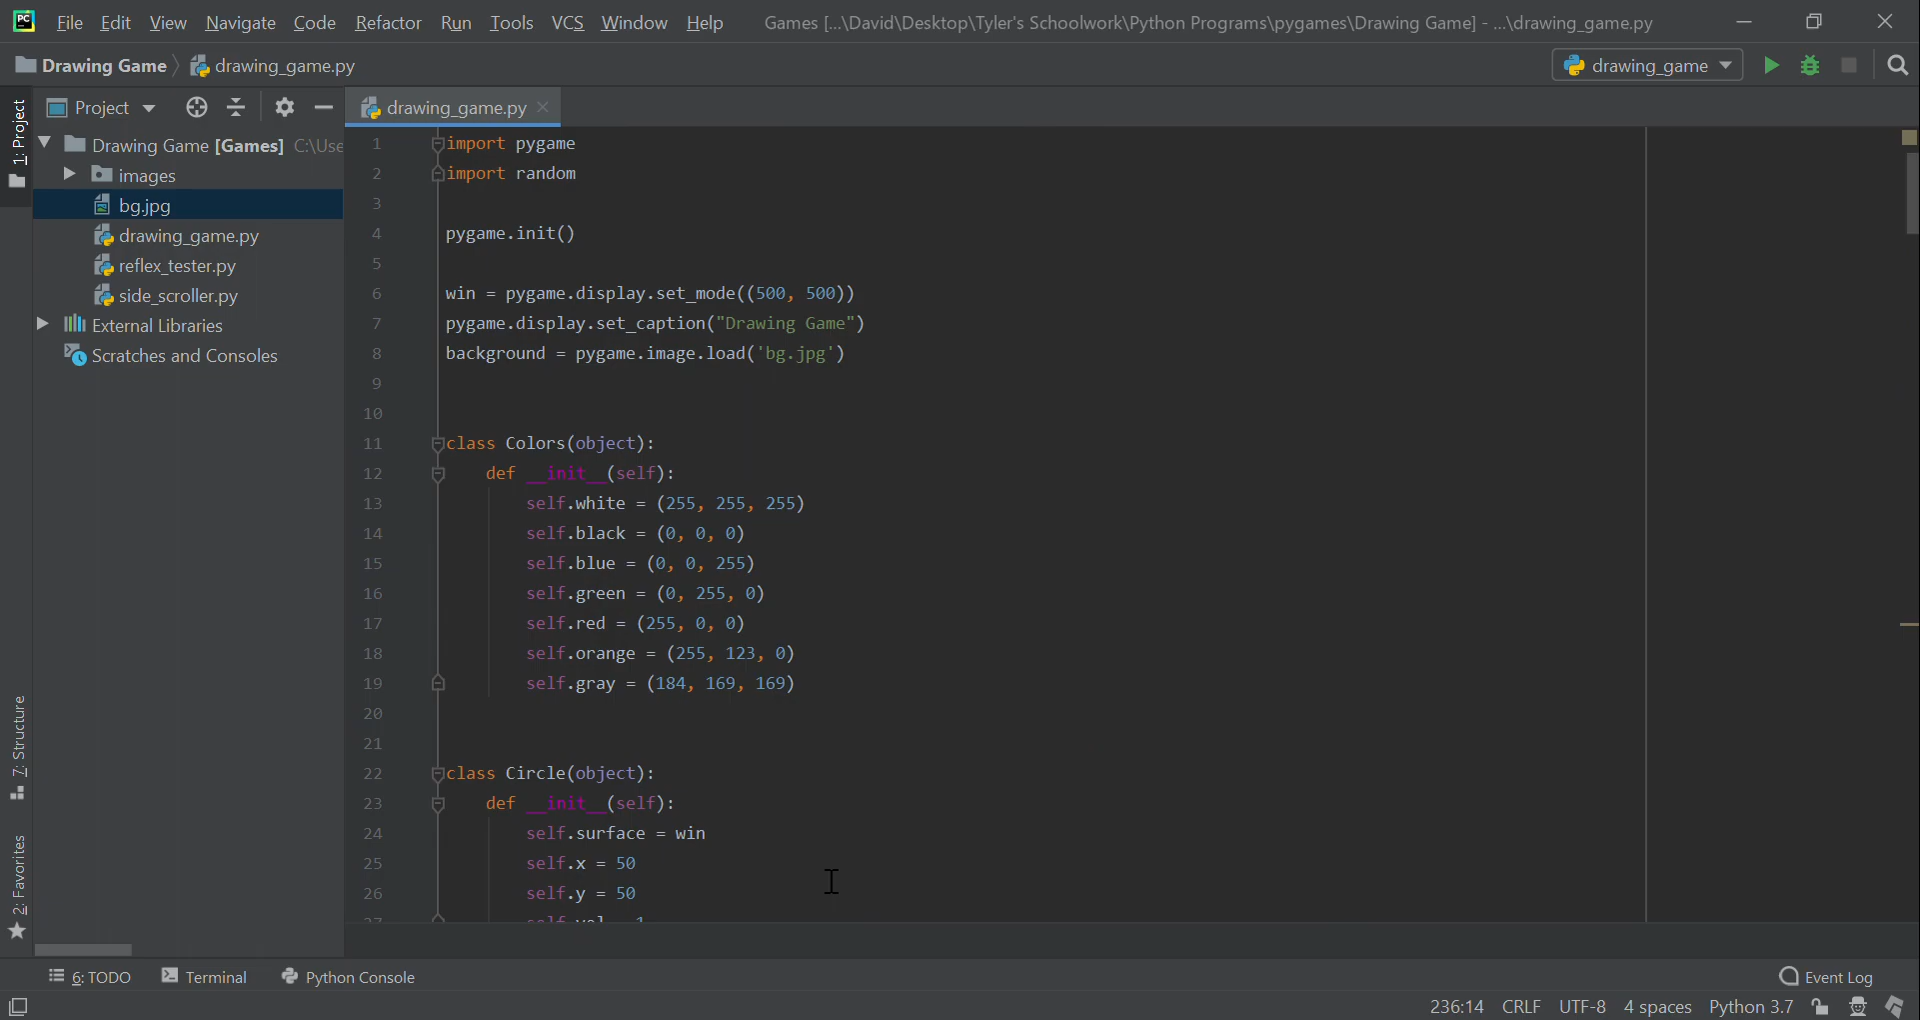 PC File Edit View Navigate Code Refactor Run Tools VCS Window Help Games [...\David\Desktop\Tyler's Schoolwork\Python Programs\pygames\Drawing Game] - ...\drawing_game.py
Drawing Game drawing_game.py drawing_game
1: Project
Project drawing_game.py
Drawing Game [Games] C:\Use
images
bg.jpg
drawing_game.py
reflex_tester.py
side_scroller.py
External Libraries
Scratches and Consoles
7: Structure
2: Favorites
1 import pygame
2 import random
3
4 pygame.init()
5
6 win = pygame.display.set_mode((500, 500))
7 pygame.display.set_caption("Drawing Game")
8 background = pygame.image.load('bg.jpg')
9
10
11 class Colors(object):
12 def __init__(self):
13 self.white = (255, 255, 255)
14 self.black = (0, 0, 0)
15 self.blue = (0, 0, 255)
16 self.green = (0, 255, 0)
17 self.red = (255, 0, 0)
18 self.orange = (255, 123, 0)
19 self.gray = (184, 169, 169)
20
21
22 class Circle(object):
23 def __init__(self):
24 self.surface = win
25 self.x = 50
26 self.y = 50
6: TODO Terminal Python Console Event Log
236:14 CRLF UTF-8 4 spaces Python 3.7